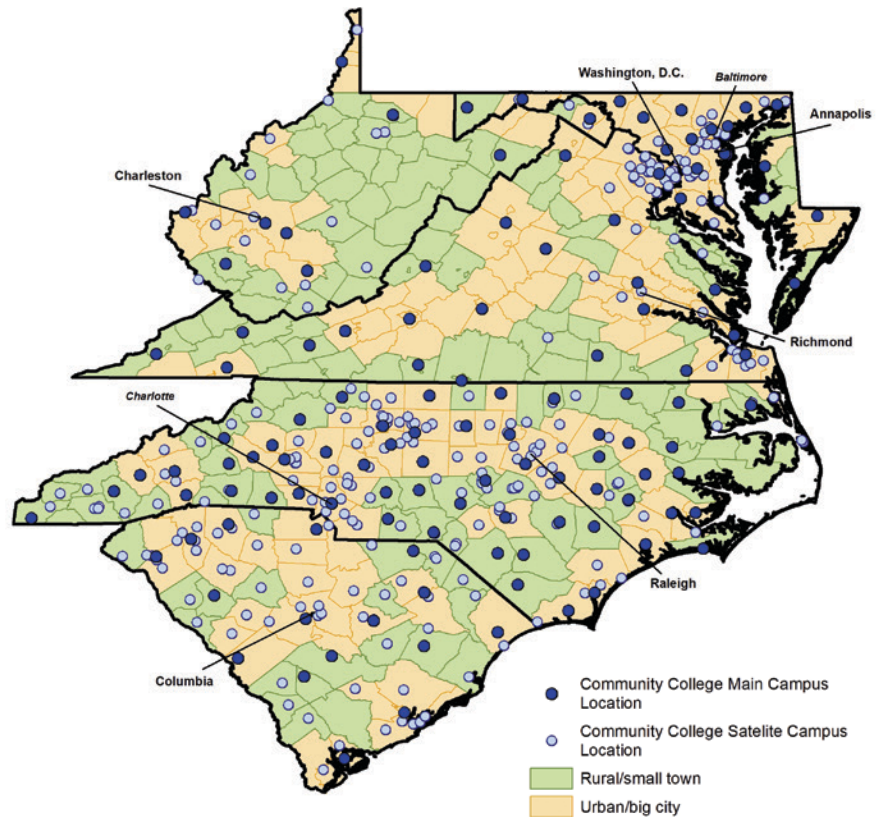 Washington, D.C.
Baltimore
Annapolis
Charleston
Richmond
Charlotte
Raleigh
Columbia
Community College Main Campus
Location
Community College Satelite Campus
Location
Rural/small town
Urban/big city